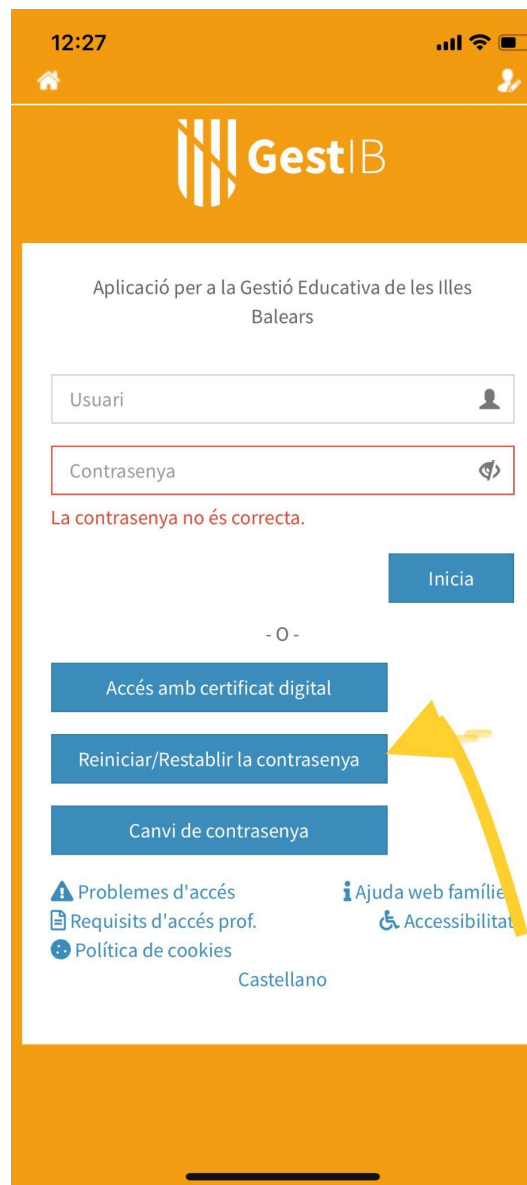 12:27
GestIB
Aplicació per a la Gestió Educativa de les Illes
Balears
Usuari
Contrasenya
La contrasenya no és correcta.
Inicia
- O -
Accés amb certificat digital
Reiniciar/Restablir la contrasenya
Canvi de contrasenya
Problemes d'accés
Ajuda web famílie
Requisits d'accés prof.
Accessibilitat
Política de cookies
Castellano